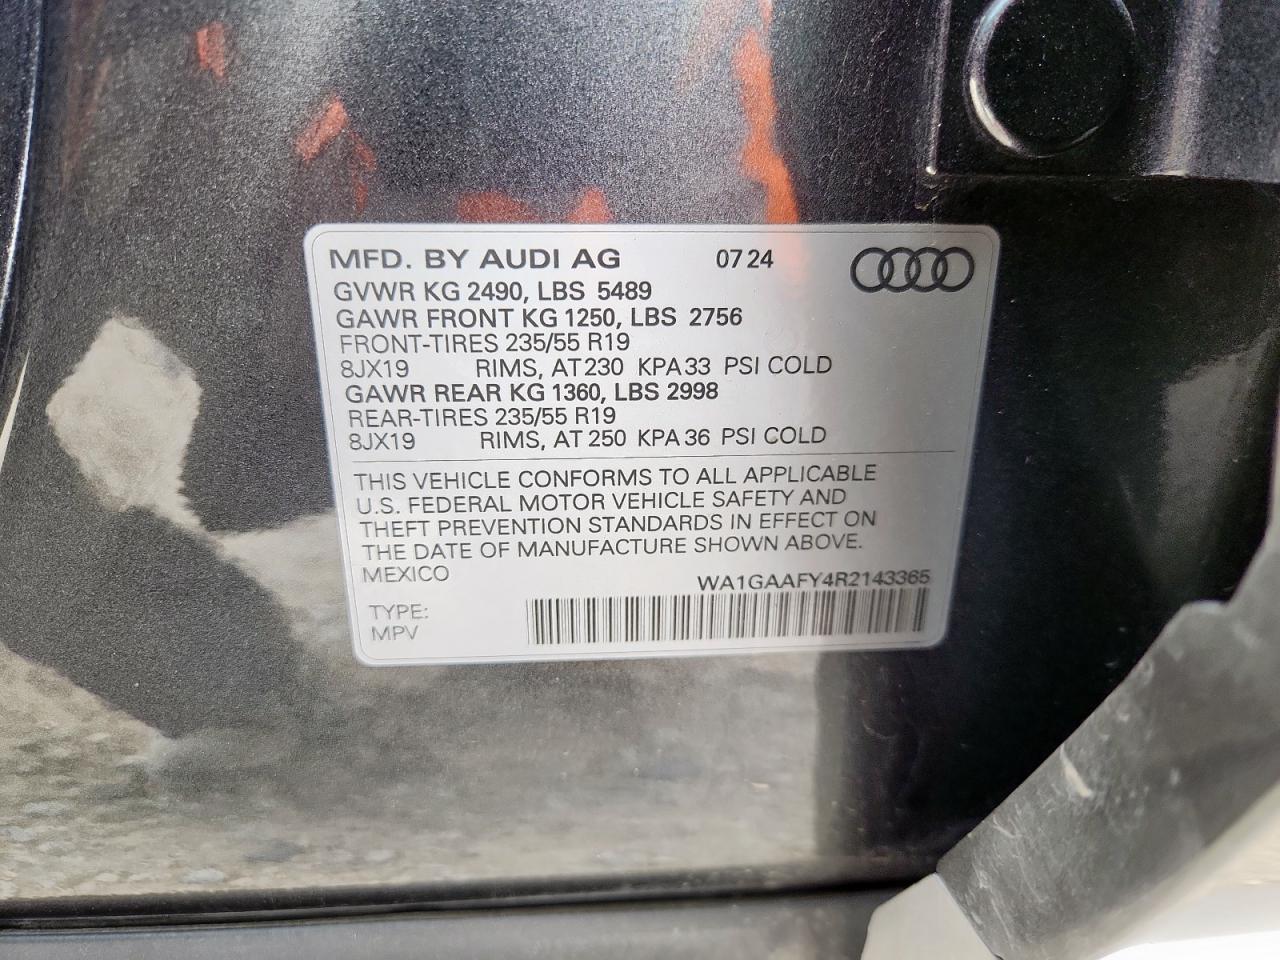 MFD. BY AUDI AG 07 24
GVWR KG 2490, LBS 5489
GAWR FRONT KG 1250, LBS 2756
FRONT-TIRES 235/55 R19
8JX19 RIMS, AT 230 KPA 33 PSI COLD
GAWR REAR KG 1360, LBS 2998
REAR-TIRES 235/55 R19
8JX19 RIMS, AT 250 KPA 36 PSI COLD
THIS VEHICLE CONFORMS TO ALL APPLICABLE
U.S. FEDERAL MOTOR VEHICLE SAFETY AND
THEFT PREVENTION STANDARDS IN EFFECT ON
THE DATE OF MANUFACTURE SHOWN ABOVE.
MEXICO WA1GAAFY4R2143365
TYPE:
MPV